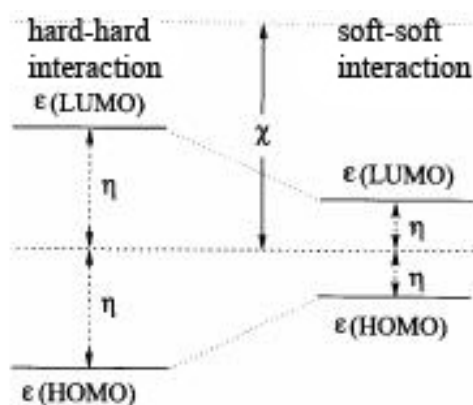 hard-hard
interaction
soft-soft
interaction
ε(LUMO)
χ
ε(LUMO)
η
η
η
η
ε(HOMO)
ε(HOMO)